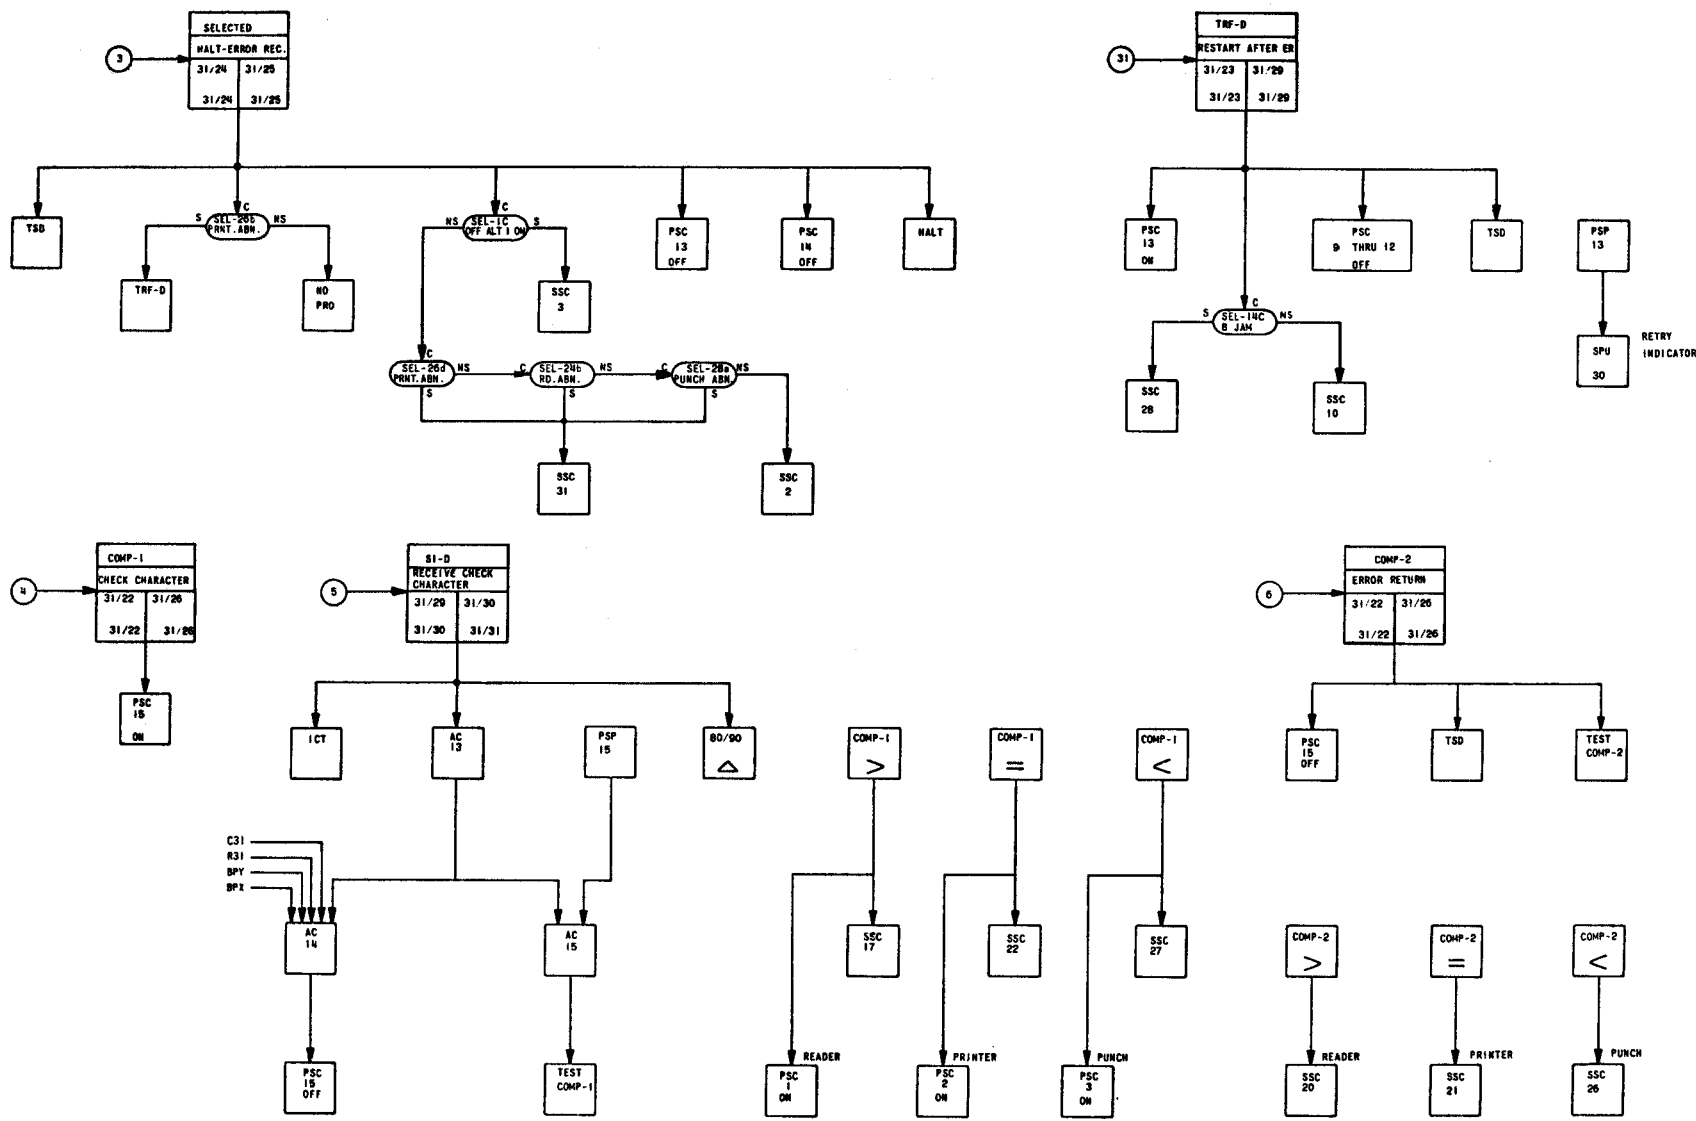 SELECTED
HALT-ERROR REC.
31/24 31/25
31/24 31/25
3
TSD
S C NS
SEL-26b
PRNT.ABN.
TRF-D
NO
PRO
NS C S
SEL-1C
OFF ALT 1 ON
SSC
3
PSC
13
OFF
PSC
14
OFF
HALT
C
SEL-26d
PRNT.ABN.
NS
S
C
SEL-24b
RD.ABN.
NS
S
C
PUNCH ABN.
NS
S
SSC
31
SSC
2
TRF-D
RESTART AFTER ER
31/23 31/29
31/23 31/29
31
PSC
13
ON
PSC
9 THRU 12
OFF
TSD
S C NS
SEL-14C
B JAM
SSC
28
SSC
10
PSP
13
SPU
30
RETRY
INDICATOR
COMP-1
CHECK CHARACTER
31/22 31/26
31/22 31/26
4
PSC
15
ON
SI-D
RECEIVE CHECK
CHARACTER
31/29 31/30
31/30 31/31
5
ICT
AC
13
PSP
15
80/90
△
C31
R31
BPY
BPX
AC
14
AC
15
PSC
15
OFF
TEST
COMP-1
COMP-1
>
COMP-1
=
COMP-1
<
SSC
17
SSC
22
SSC
27
READER
PSC
1
ON
PRINTER
PSC
2
ON
PUNCH
PSC
3
ON
COMP-2
ERROR RETURN
31/22 31/26
31/22 31/26
6
PSC
15
OFF
TSD
TEST
COMP-2
COMP-2
>
COMP-2
=
COMP-2
<
READER
SSC
20
PRINTER
SSC
21
PUNCH
SSC
26